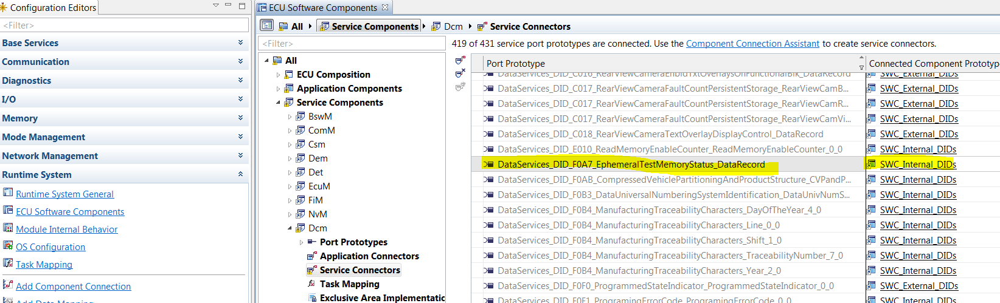 Configuration Editors
<Filter>
Base Services
Communication
Diagnostics
I/O
Memory
Mode Management
Network Management
Runtime System
Runtime System General
ECU Software Components
Module Internal Behavior
OS Configuration
Task Mapping
Add Component Connection
Add Data Mapping
ECU Software Components
All Service Components Dcm Service Connectors
<Filter>
All
ECU Composition
Application Components
Service Components
BswM
ComM
Csm
Dem
Det
EcuM
FiM
NvM
Dcm
Port Prototypes
Application Connectors
Service Connectors
Task Mapping
Exclusive Area Implementatic
419 of 431 service port prototypes are connected. Use the Component Connection Assistant to create service connectors.
Port Prototype Connected Component Prototype
DataServices_DID_C016_RearViewCameraEnbldTxtOverlaysOnFunctionalBlk_DataRecord SWC_External_DIDs
DataServices_DID_C017_RearViewCameraFaultCountPersistentStorage_RearViewCamB... SWC_External_DIDs
DataServices_DID_C017_RearViewCameraFaultCountPersistentStorage_RearViewCamR... SWC_External_DIDs
DataServices_DID_C017_RearViewCameraFaultCountPersistentStorage_RearViewCamVi... SWC_External_DIDs
DataServices_DID_C018_RearViewCameraTextOverlayDisplayControl_DataRecord SWC_External_DIDs
DataServices_DID_E010_ReadMemoryEnableCounter_ReadMemoryEnableCounter_0_0 SWC_Internal_DIDs
DataServices_DID_F0A7_EphemeralTestMemoryStatus_DataRecord SWC_Internal_DIDs
DataServices_DID_F0AB_CompressedVehiclePartitioningAndProductStructure_CVPandP... SWC_Internal_DIDs
DataServices_DID_F0B3_DataUniversalNumberingSystemIdentification_DataUnivNumS... SWC_Internal_DIDs
DataServices_DID_F0B4_ManufacturingTraceabilityCharacters_DayOfTheYear_4_0 SWC_Internal_DIDs
DataServices_DID_F0B4_ManufacturingTraceabilityCharacters_Line_0_0 SWC_Internal_DIDs
DataServices_DID_F0B4_ManufacturingTraceabilityCharacters_Shift_1_0 SWC_Internal_DIDs
DataServices_DID_F0B4_ManufacturingTraceabilityCharacters_TraceabilityNumber_7_0 SWC_Internal_DIDs
DataServices_DID_F0B4_ManufacturingTraceabilityCharacters_Year_2_0 SWC_Internal_DIDs
DataServices_DID_F0F0_ProgrammedStateIndicator_ProgrammedStateIndicator_0_0 SWC_External_DIDs
DataServices_DID_F0F1_ProgramingErrorCode_ProgramingErrorCode_0_0 SWC_Internal_DIDs